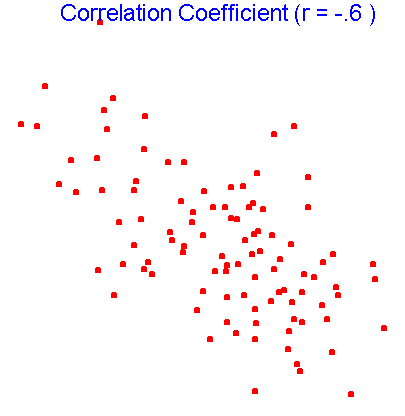 Correlation Coefficient (r = -.6 )